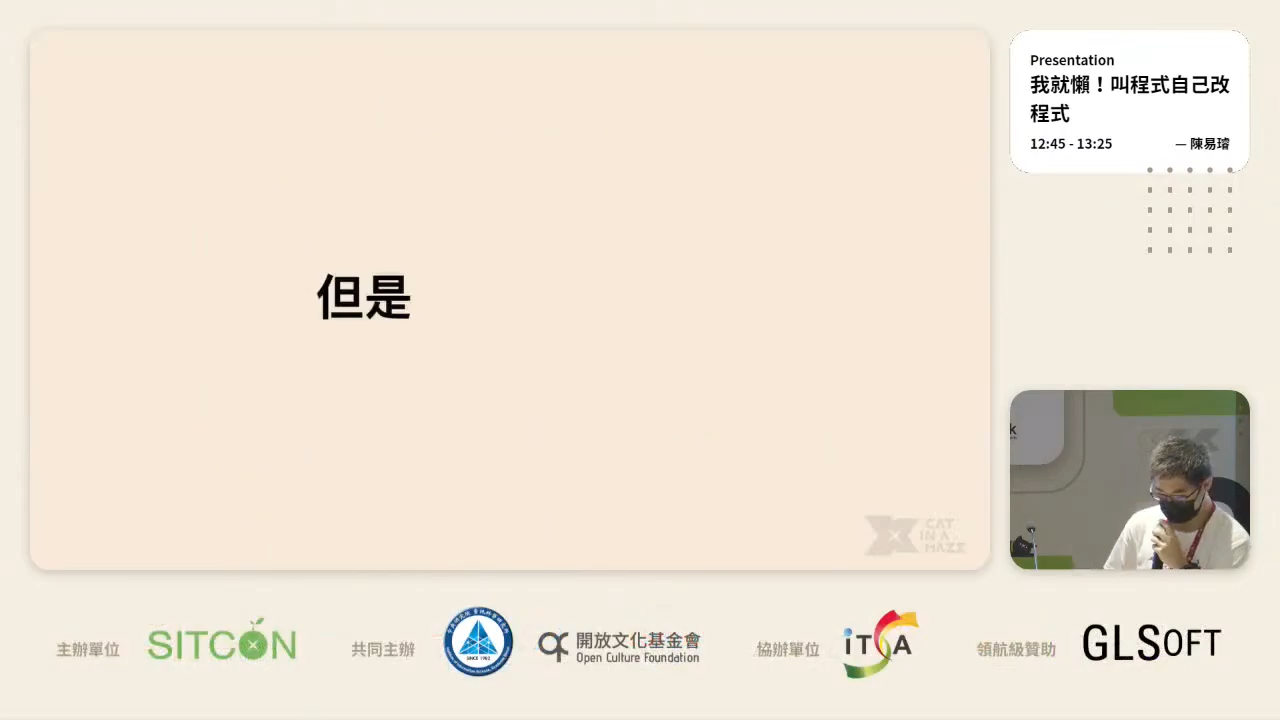 但是
CAT
IN A
MAZE
Presentation
我就懶！叫程式自己改
程式
12:45 - 13:25
— 陳易璿
k
主辦單位
SITCON
共同主辦
SINCE 1982
開放文化基金會
Open Culture Foundation
協辦單位
iTSA
領航級贊助
GLSOFT